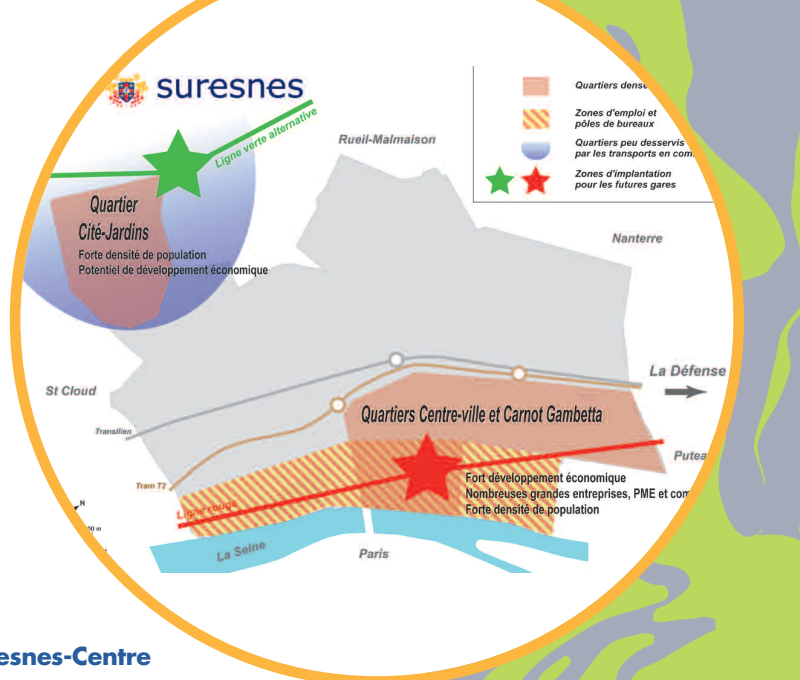 suresnes
Ligne verte alternative
Quartier
Cité-Jardins
Forte densité de population
Potentiel de développement économique
Quartiers dense
Zones d'emploi et
pôles de bureaux
Quartiers peu desservis
par les transports en com
Zones d'implantation
pour les futures gares
Rueil-Malmaison
Nanterre
La Défense
St Cloud
Transilien
Tram T2
Quartiers Centre-ville et Carnot Gambetta
Putea
Fort développement économique
Nombreuses grandes entreprises, PME et com
Forte densité de population
Ligne rouge
N
00 m
La Seine
Paris
esnes-Centre